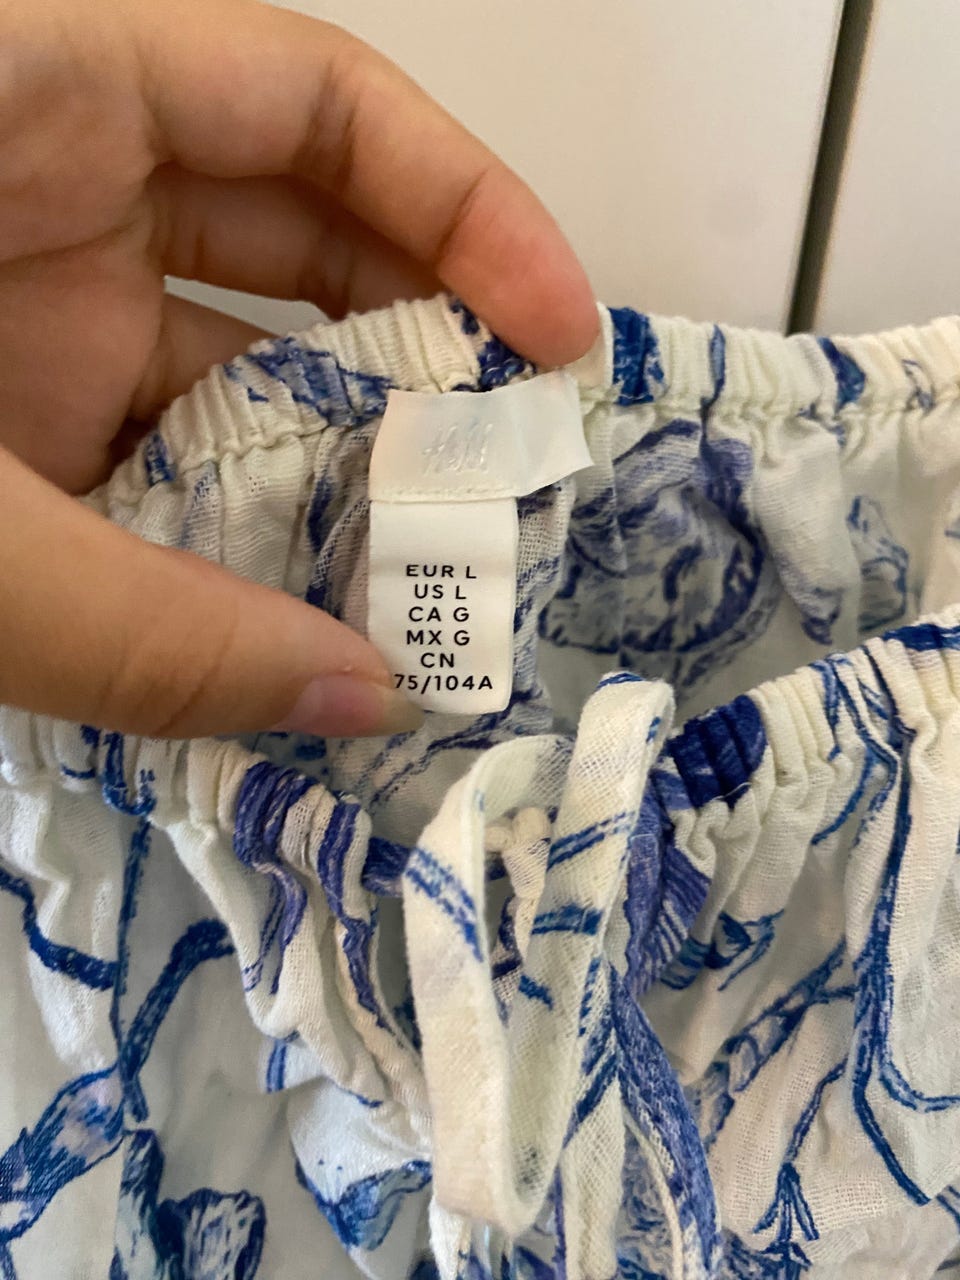 H&M
EUR L
US L
CA G
MX G
CN
75/104A